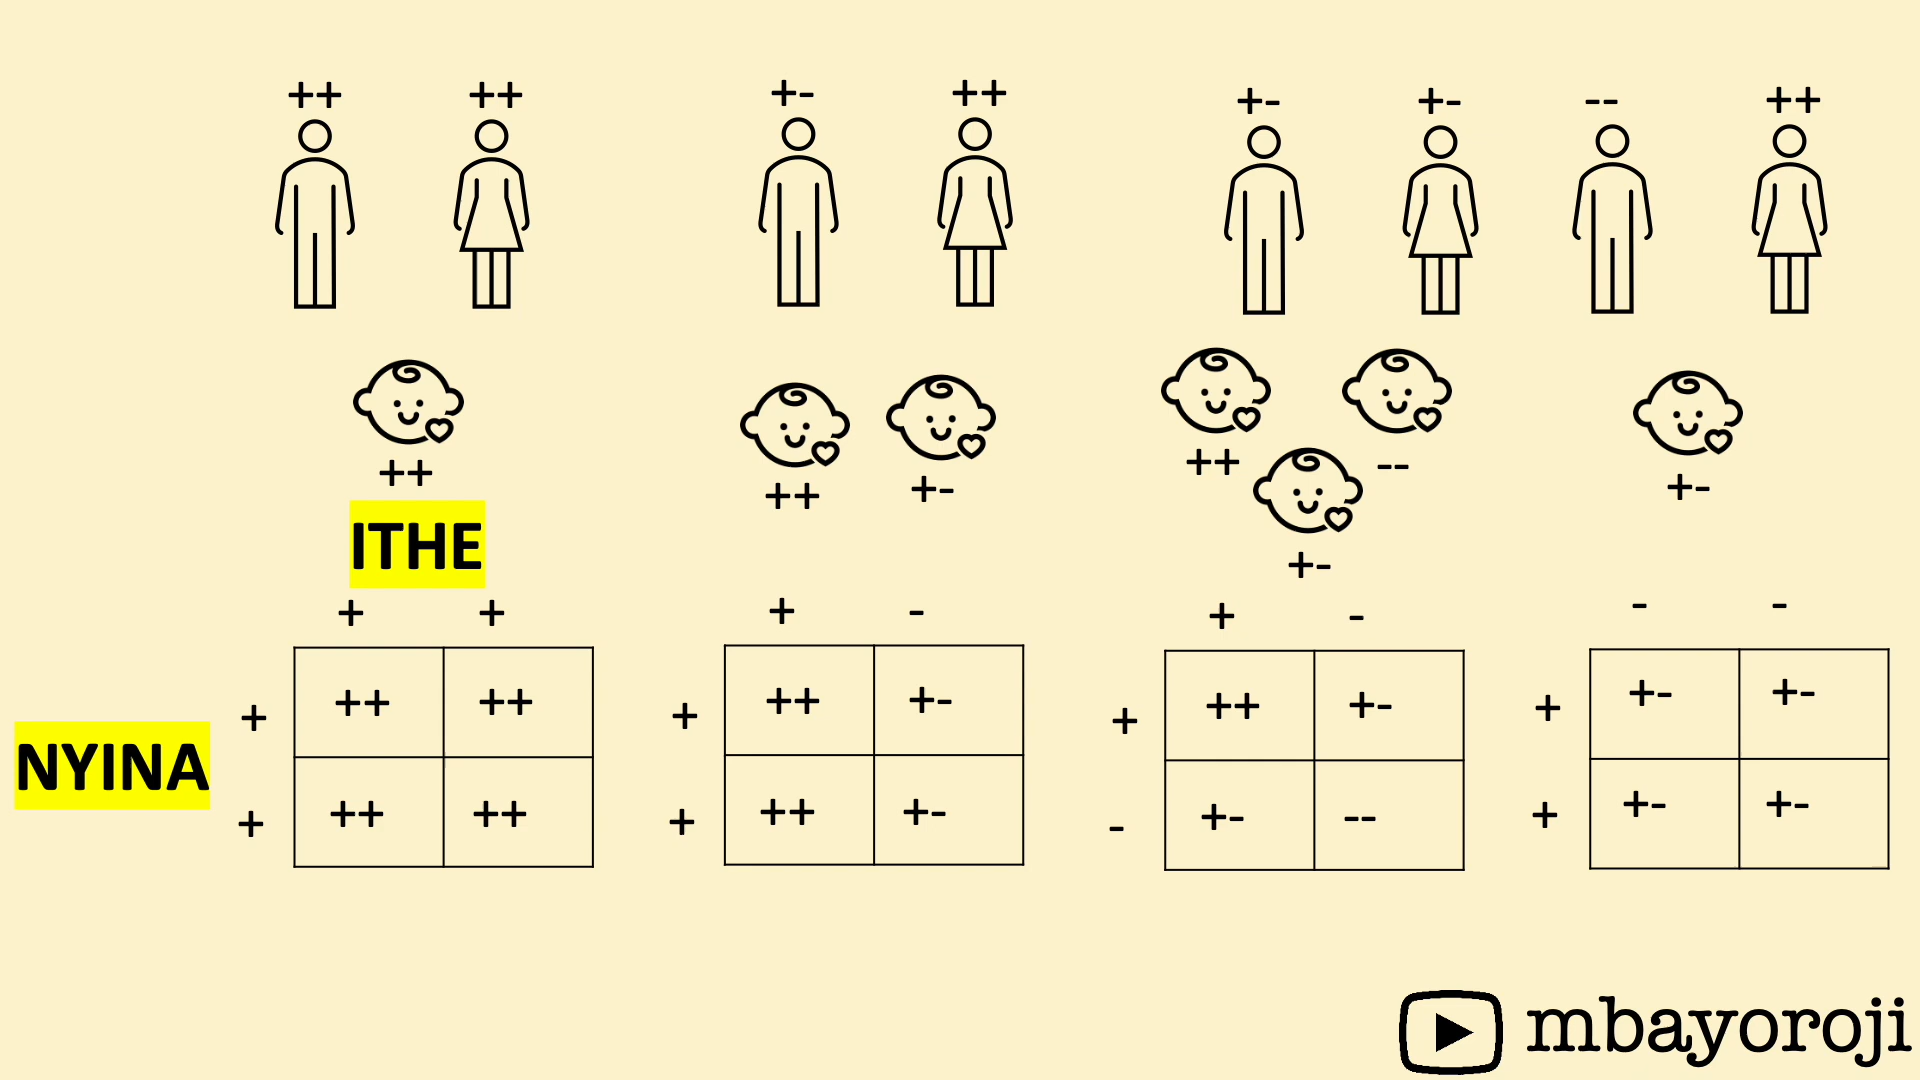 ++ ++ +- ++ +- +- -- ++
++ ++ +- ++ -- +- +-
ITHE
+ + + - + - - -
+ ++ ++ + ++ +- + ++ +- + +- +-
NYINA
+ ++ ++ + ++ +- - +- -- + +- +-
mbayoroji